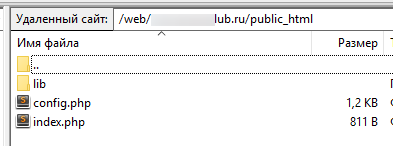 Удаленный сайт: /web/ lub.ru/public_html
Имя файла Размер
..
lib
config.php 1,2 KB
index.php 811 B